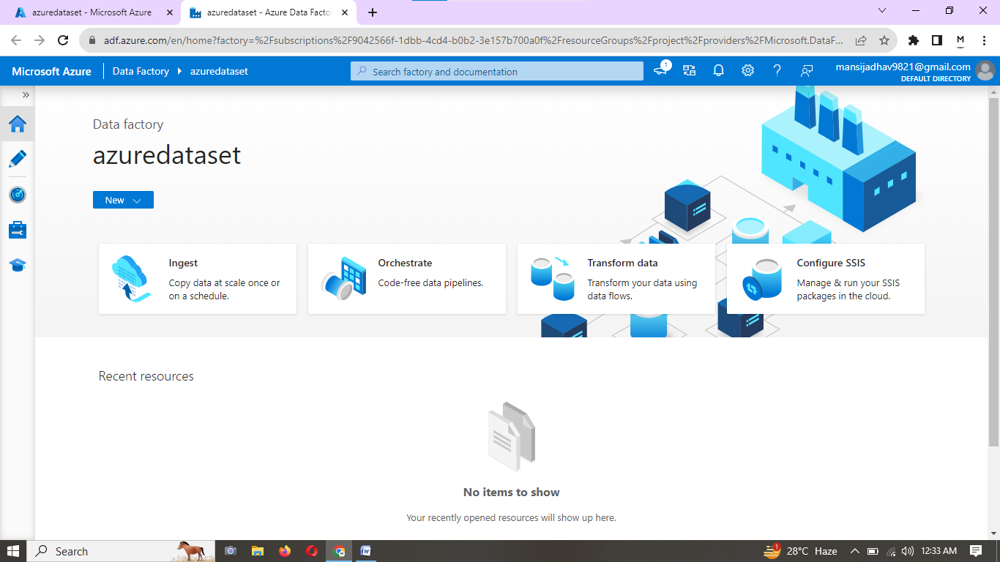 azuredataset - Microsoft Azure
azuredataset - Azure Data Facto
adf.azure.com/en/home?factory=%2Fsubscriptions%2F9042566f-1dbb-4cd4-b0b2-3e157b700a0f%2FresourceGroups%2Fproject%2Fproviders%2FMicrosoft.DataF...
M
Microsoft Azure
Data Factory
azuredataset
Search factory and documentation
1
mansijadhav9821@gmail.com
DEFAULT DIRECTORY
Data factory
azuredataset
New
Ingest
Copy data at scale once or
on a schedule.
Orchestrate
Code-free data pipelines.
Transform data
Transform your data using
data flows.
Configure SSIS
Manage & run your SSIS
packages in the cloud.
Recent resources
No items to show
Your recently opened resources will show up here.
Search
1
28°C Haze
12:33 AM